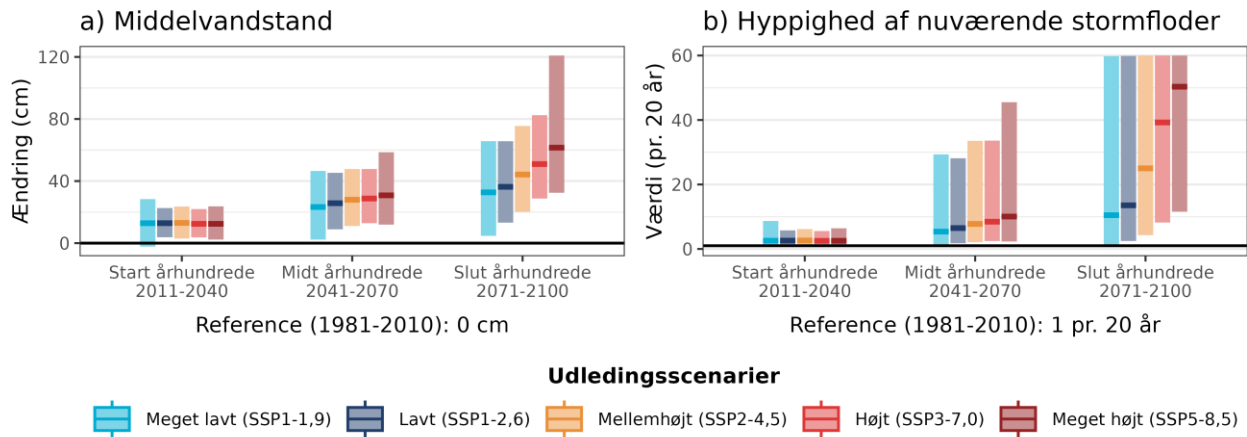 a) Middelvandstand
Ændring (cm)
120
80
40
0
Start århundrede
2011-2040
Midt århundrede
2041-2070
Slut århundrede
2071-2100
Reference (1981-2010): 0 cm
b) Hyppighed af nuværende stormfloder
Værdi (pr. 20 år)
60
40
20
0
Start århundrede
2011-2040
Midt århundrede
2041-2070
Slut århundrede
2071-2100
Reference (1981-2010): 1 pr. 20 år
Udledingsscenarier
Meget lavt (SSP1-1,9)
Lavt (SSP1-2,6)
Mellemhøjt (SSP2-4,5)
Højt (SSP3-7,0)
Meget højt (SSP5-8,5)